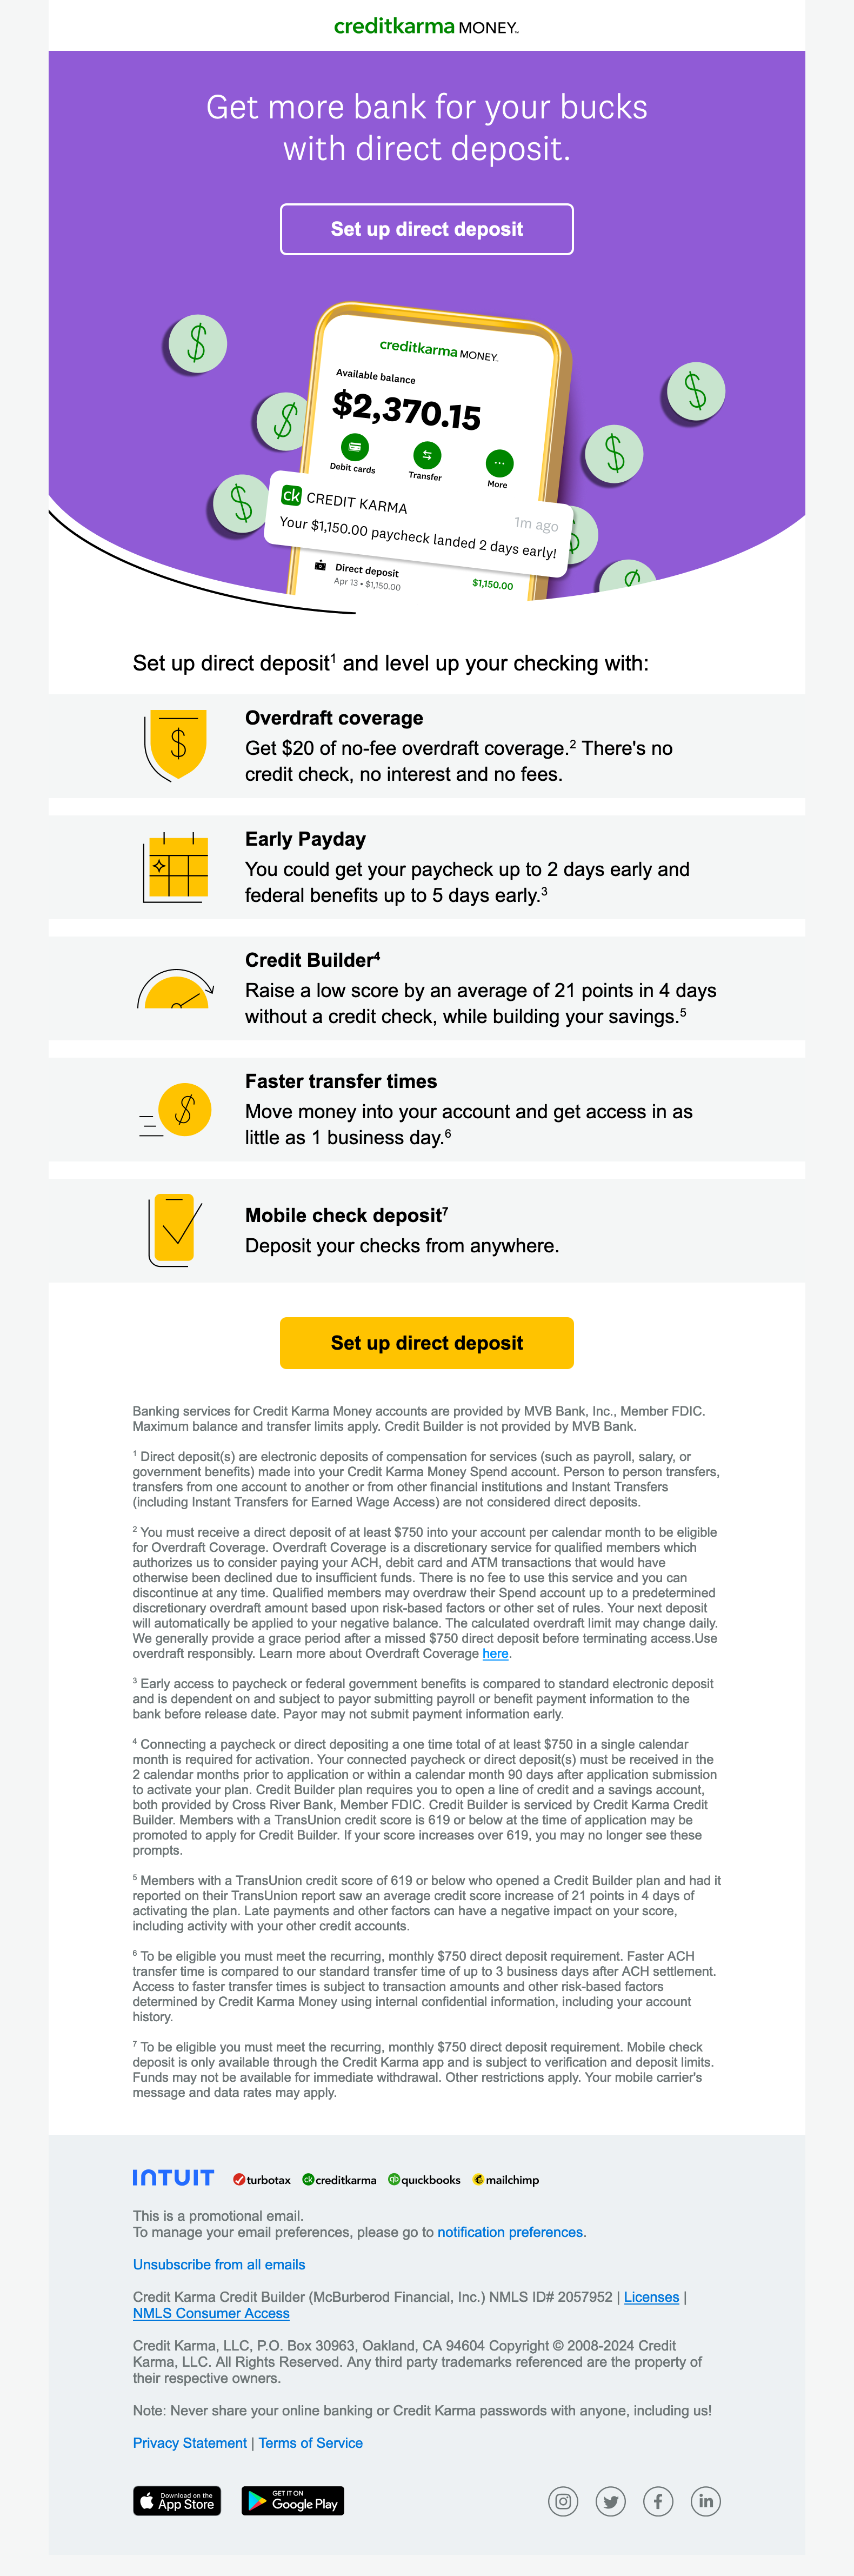 creditkarma MONEY™
Get more bank for your bucks
with direct deposit.
Set up direct deposit
creditkarma MONEY™
Available balance
$2,370.15
Debit cards
Transfer
More
ck CREDIT KARMA
1m ago
Your $1,150.00 paycheck landed 2 days early!
Direct deposit
$1,150.00
Apr 13 • $1,150.00
Set up direct deposit¹ and level up your checking with:
Overdraft coverage
Get $20 of no-fee overdraft coverage.² There's no
credit check, no interest and no fees.
Early Payday
You could get your paycheck up to 2 days early and
federal benefits up to 5 days early.³
Credit Builder⁴
Raise a low score by an average of 21 points in 4 days
without a credit check, while building your savings.⁵
Faster transfer times
Move money into your account and get access in as
little as 1 business day.⁶
Mobile check deposit⁷
Deposit your checks from anywhere.
Set up direct deposit
Banking services for Credit Karma Money accounts are provided by MVB Bank, Inc., Member FDIC.
Maximum balance and transfer limits apply. Credit Builder is not provided by MVB Bank.
¹ Direct deposit(s) are electronic deposits of compensation for services (such as payroll, salary, or
government benefits) made into your Credit Karma Money Spend account. Person to person transfers,
transfers from one account to another or from other financial institutions and Instant Transfers
(including Instant Transfers for Earned Wage Access) are not considered direct deposits.
² You must receive a direct deposit of at least $750 into your account per calendar month to be eligible
for Overdraft Coverage. Overdraft Coverage is a discretionary service for qualified members which
authorizes us to consider paying your ACH, debit card and ATM transactions that would have
otherwise been declined due to insufficient funds. There is no fee to use this service and you can
discontinue at any time. Qualified members may overdraw their Spend account up to a predetermined
discretionary overdraft amount based upon risk-based factors or other set of rules. Your next deposit
will automatically be applied to your negative balance. The calculated overdraft limit may change daily.
We generally provide a grace period after a missed $750 direct deposit before terminating access.Use
overdraft responsibly. Learn more about Overdraft Coverage here.
³ Early access to paycheck or federal government benefits is compared to standard electronic deposit
and is dependent on and subject to payor submitting payroll or benefit payment information to the
bank before release date. Payor may not submit payment information early.
⁴ Connecting a paycheck or direct depositing a one time total of at least $750 in a single calendar
month is required for activation. Your connected paycheck or direct deposit(s) must be received in the
2 calendar months prior to application or within a calendar month 90 days after application submission
to activate your plan. Credit Builder plan requires you to open a line of credit and a savings account,
both provided by Cross River Bank, Member FDIC. Credit Builder is serviced by Credit Karma Credit
Builder. Members with a TransUnion credit score is 619 or below at the time of application may be
promoted to apply for Credit Builder. If your score increases over 619, you may no longer see these
prompts.
⁵ Members with a TransUnion credit score of 619 or below who opened a Credit Builder plan and had it
reported on their TransUnion report saw an average credit score increase of 21 points in 4 days of
activating the plan. Late payments and other factors can have a negative impact on your score,
including activity with your other credit accounts.
⁶ To be eligible you must meet the recurring, monthly $750 direct deposit requirement. Faster ACH
transfer time is compared to our standard transfer time of up to 3 business days after ACH settlement.
Access to faster transfer times is subject to transaction amounts and other risk-based factors
determined by Credit Karma Money using internal confidential information, including your account
history.
⁷ To be eligible you must meet the recurring, monthly $750 direct deposit requirement. Mobile check
deposit is only available through the Credit Karma app and is subject to verification and deposit limits.
Funds may not be available for immediate withdrawal. Other restrictions apply. Your mobile carrier's
message and data rates may apply.
INTUIT turbotax ck creditkarma qb quickbooks mailchimp
This is a promotional email.
To manage your email preferences, please go to notification preferences.
Unsubscribe from all emails
Credit Karma Credit Builder (McBurberod Financial, Inc.) NMLS ID# 2057952 | Licenses |
NMLS Consumer Access
Credit Karma, LLC, P.O. Box 30963, Oakland, CA 94604 Copyright © 2008-2024 Credit
Karma, LLC. All Rights Reserved. Any third party trademarks referenced are the property of
their respective owners.
Note: Never share your online banking or Credit Karma passwords with anyone, including us!
Privacy Statement | Terms of Service
Download on the
App Store
GET IT ON
Google Play